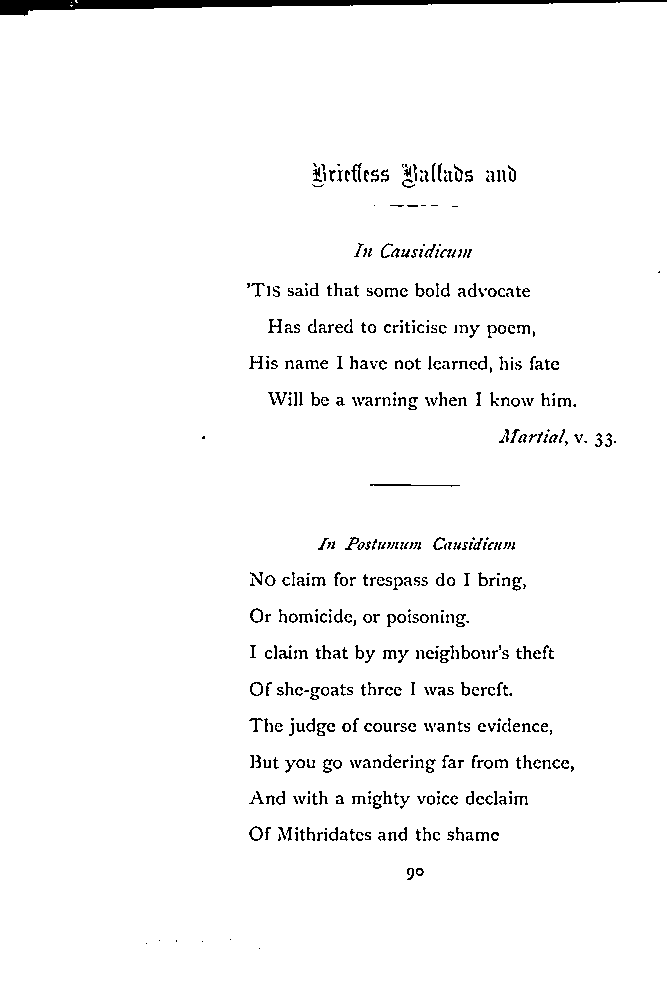 Briefless Ballads and
In Causidicum
'TIS said that some bold advocate
Has dared to criticise my poem,
His name I have not learned, his fate
Will be a warning when I know him.
Martial, v. 33.
In Postumum Causidicum
NO claim for trespass do I bring,
Or homicide, or poisoning.
I claim that by my neighbour's theft
Of she-goats three I was bereft.
The judge of course wants evidence,
But you go wandering far from thence,
And with a mighty voice declaim
Of Mithridates and the shame
90